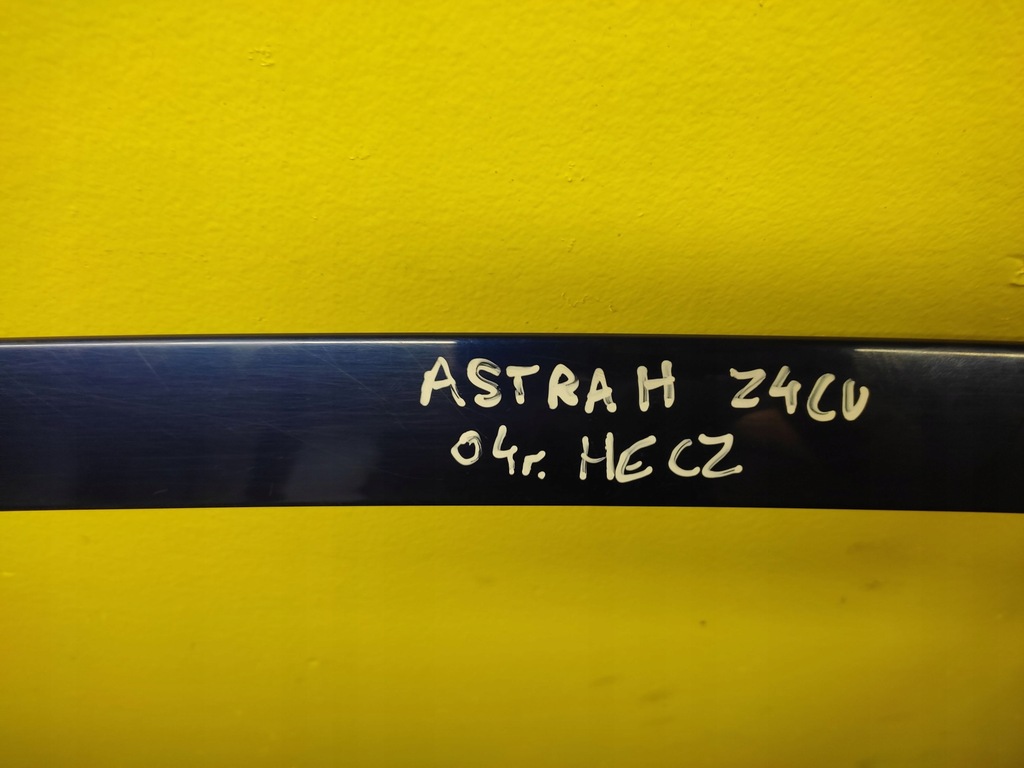 ASTRA H Z4CU
04r. HECZ